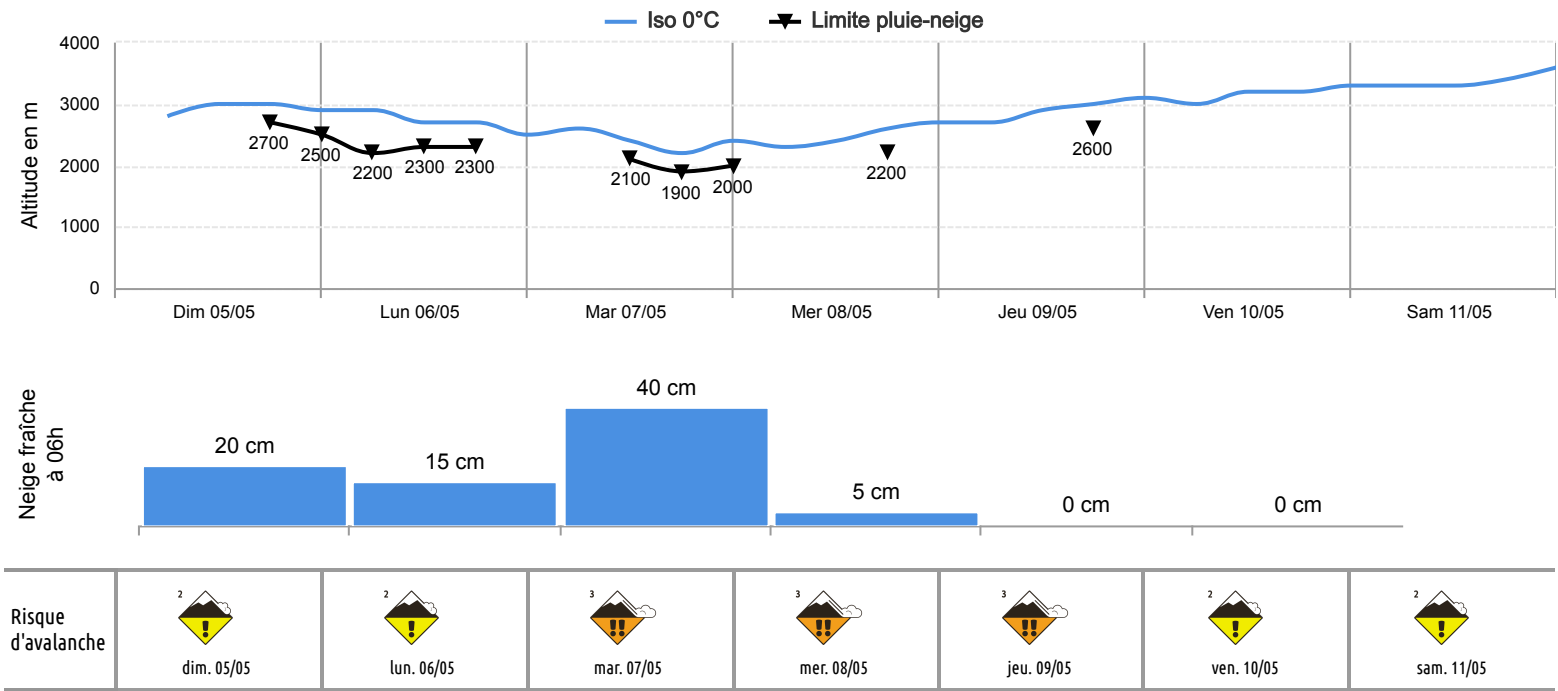 Iso 0°C Limite pluie-neige
Altitude en m
4000
3000
2000
1000
0
2700 2500 2200 2300 2300 2100 1900 2000 2200 2600
Dim 05/05 Lun 06/05 Mar 07/05 Mer 08/05 Jeu 09/05 Ven 10/05 Sam 11/05
Neige fraîche
à 06h
20 cm 15 cm 40 cm 5 cm 0 cm 0 cm
Risque
d'avalanche
2 2 3 3 3 2 2
! ! !! !! !! ! !
dim. 05/05 lun. 06/05 mar. 07/05 mer. 08/05 jeu. 09/05 ven. 10/05 sam. 11/05